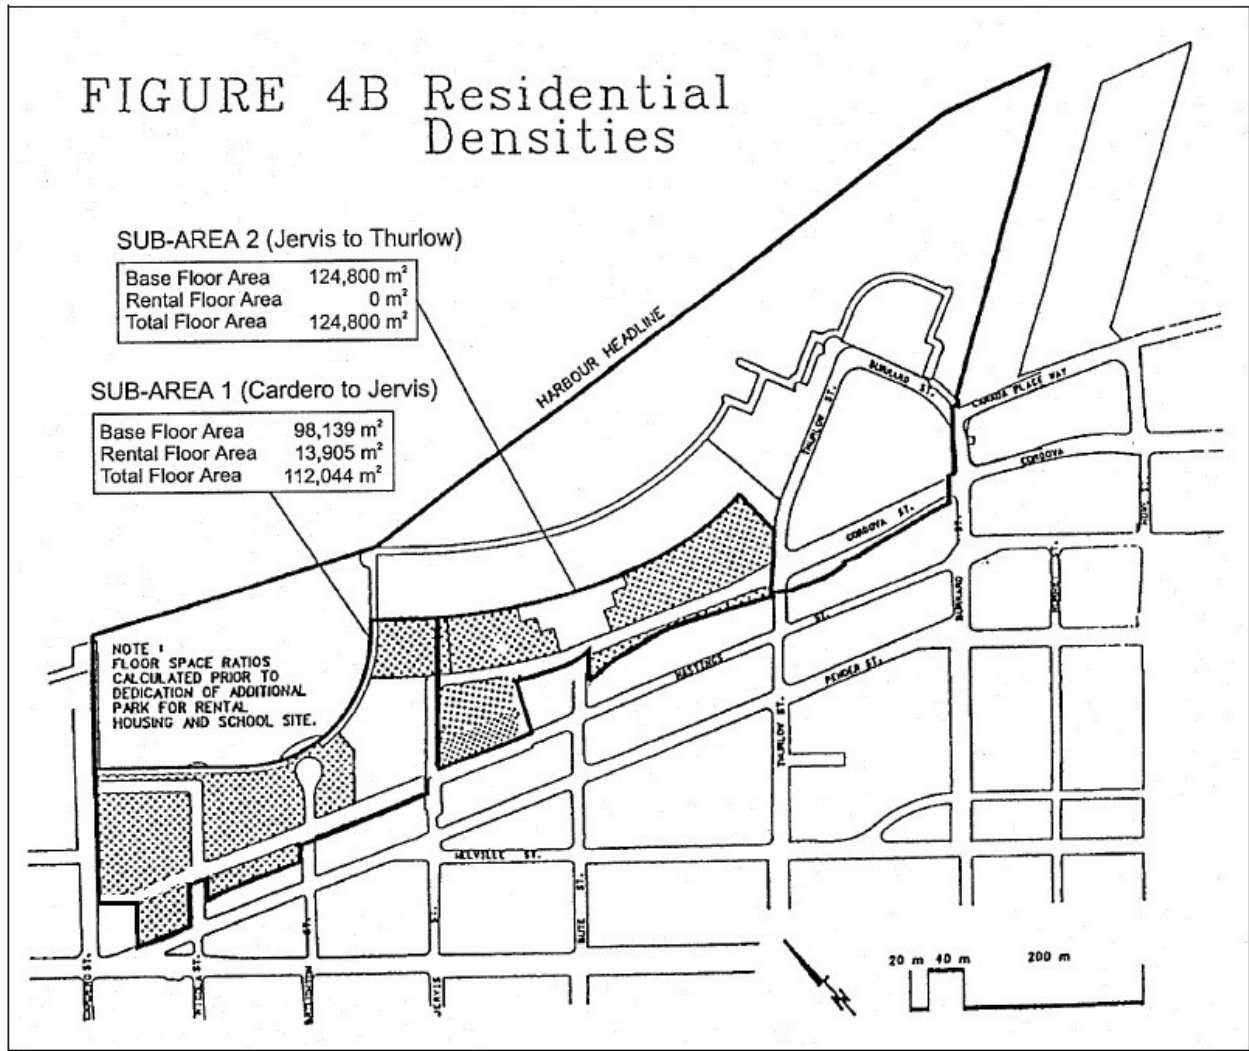 FIGURE 4B Residential
Densities
SUB-AREA 2 (Jervis to Thurlow)
Base Floor Area 124,800 m²
Rental Floor Area 0 m²
Total Floor Area 124,800 m²
SUB-AREA 1 (Cardero to Jervis)
Base Floor Area 98,139 m²
Rental Floor Area 13,905 m²
Total Floor Area 112,044 m²
HARBOUR HEADLINE
BURRARD ST.
THURLOW ST.
CANADA PLACE WAY
CORDOVA
CORDOVA ST.
HASTINGS ST.
BURRARD ST.
PENDER ST.
THURLOW ST.
NOTE :
FLOOR SPACE RATIOS
CALCULATED PRIOR TO
DEDICATION OF ADDITIONAL
PARK FOR RENTAL
HOUSING AND SCHOOL SITE.
MELVILLE ST.
BUTE ST.
JERVIS ST.
NICOLA ST.
N
20 m 40 m 200 m